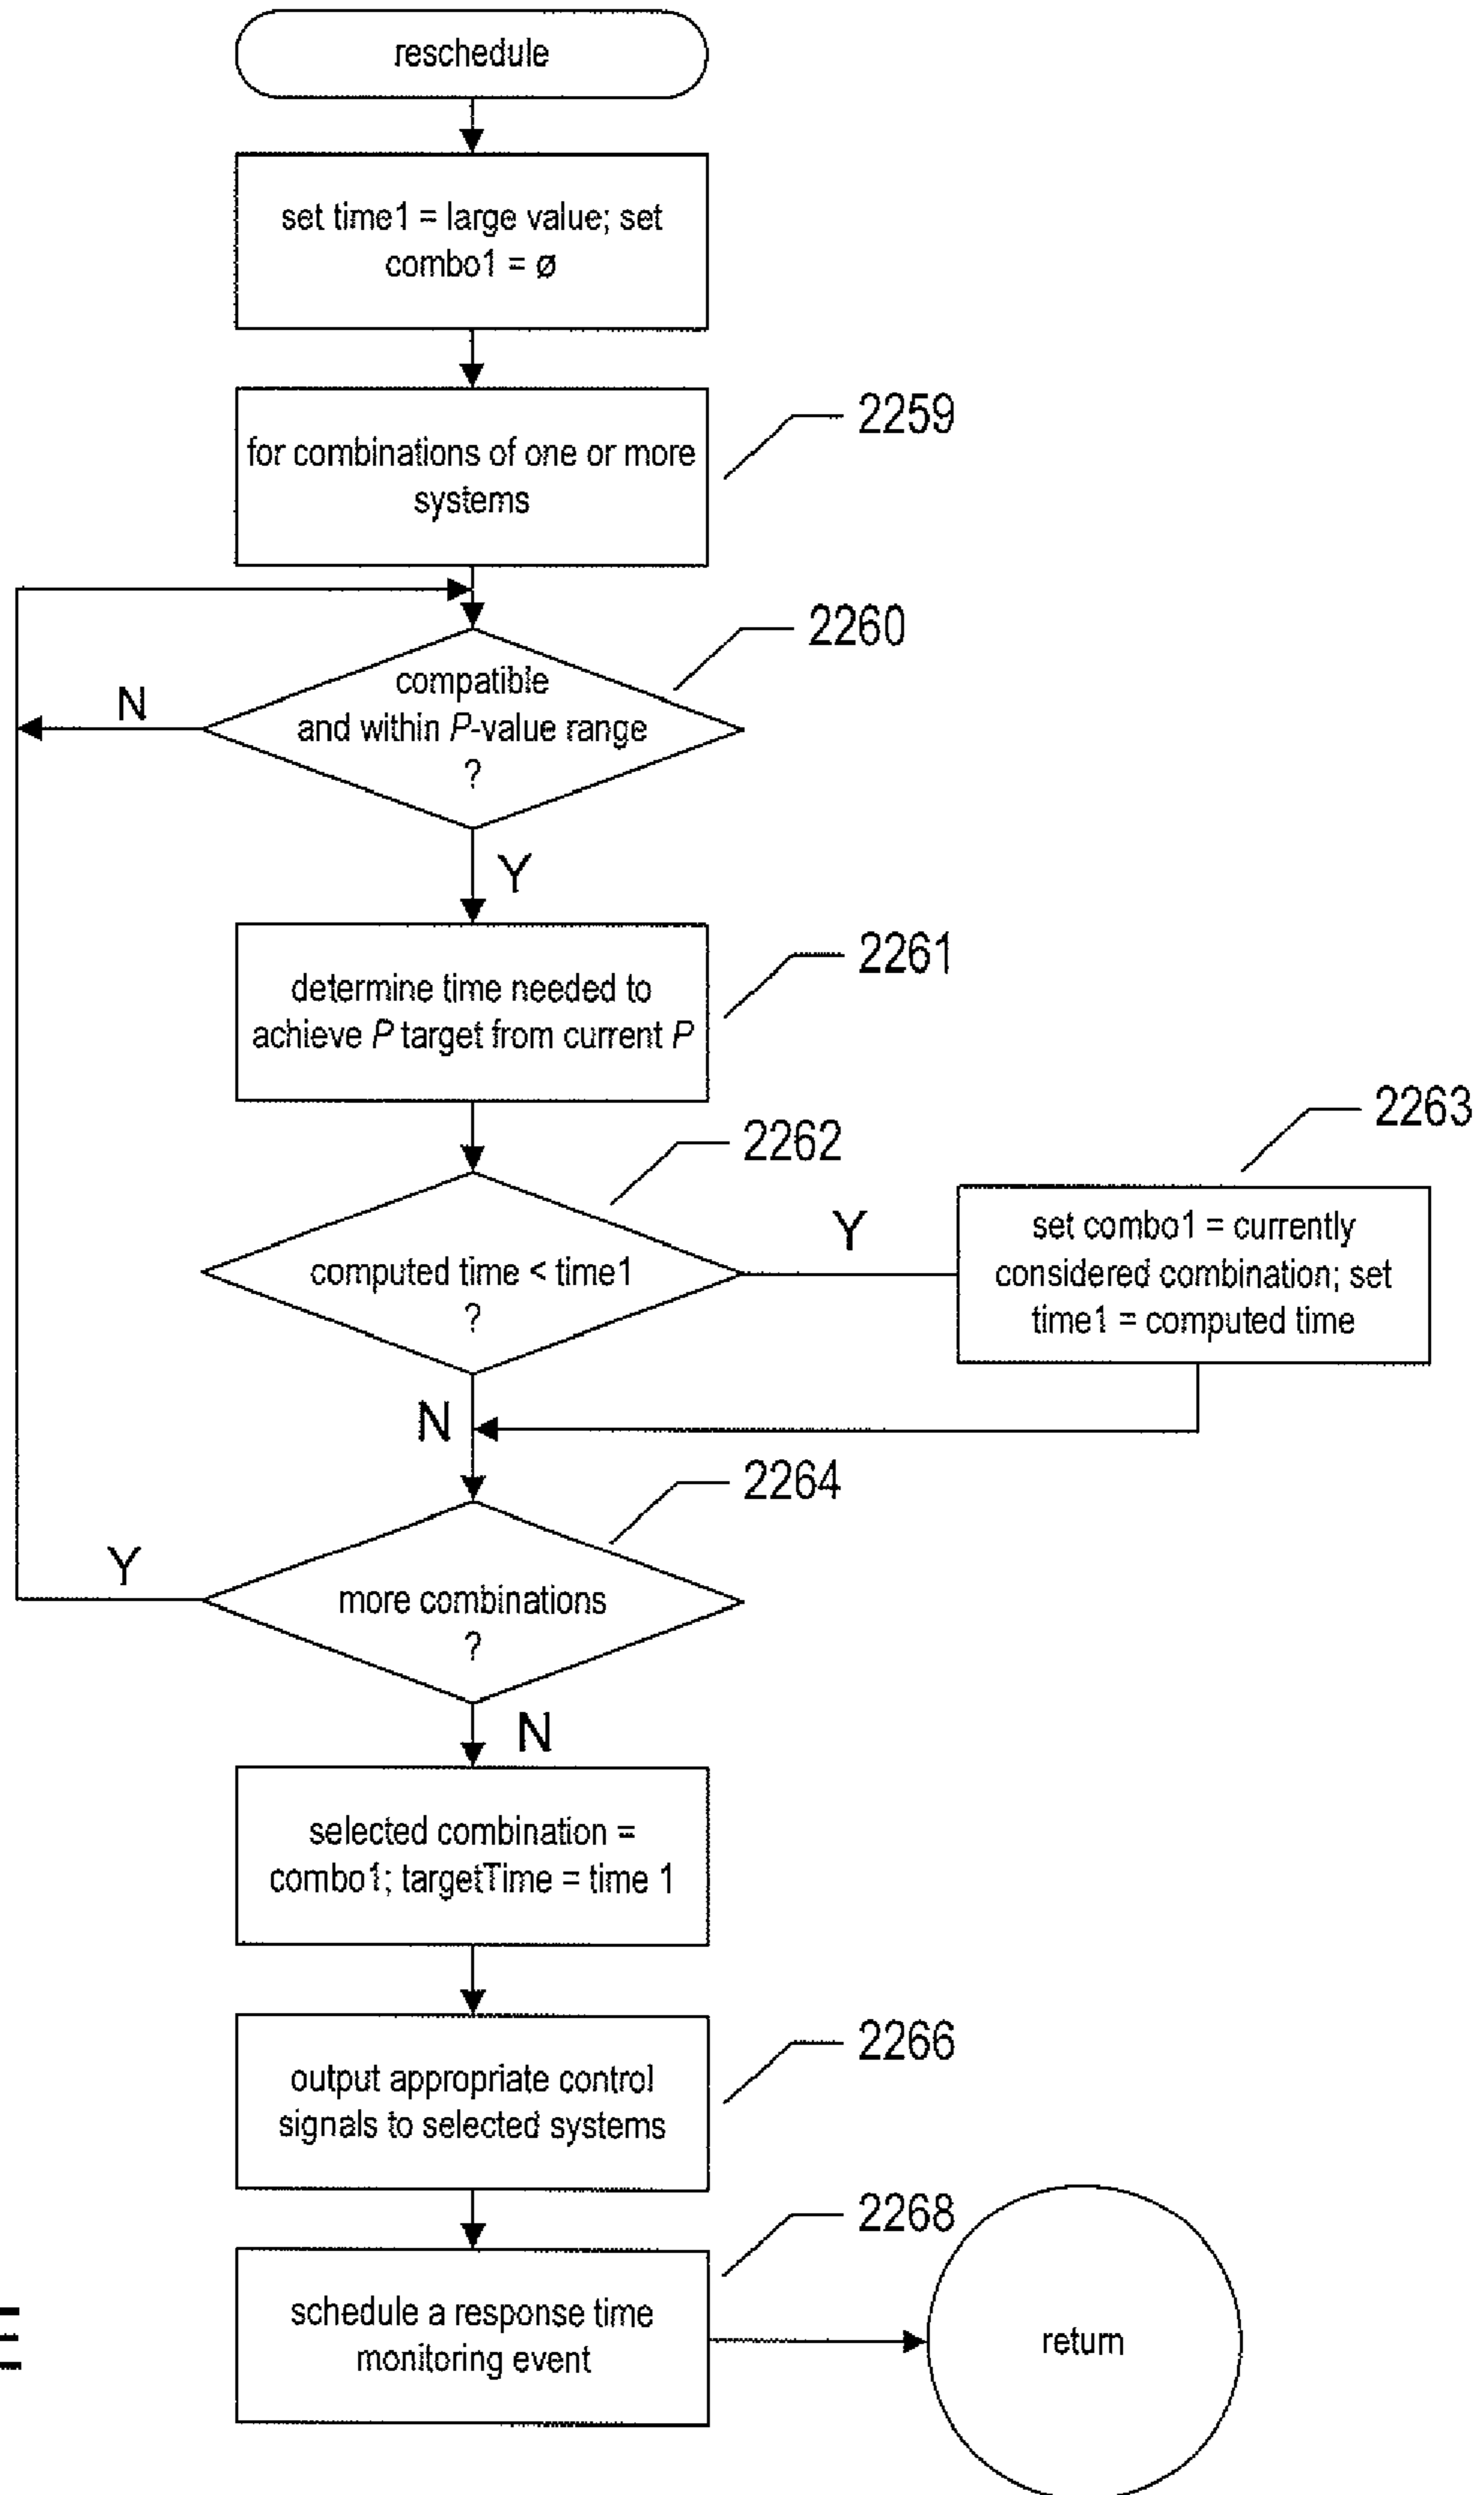 reschedule
set time1 = large value; set
combo1 = ø
for combinations of one or more
systems
2259
2260
compatible
and within P-value range
?
N
Y
2261
determine time needed to
achieve P target from current P
2263
2262
computed time < time1
?
Y
set combo1 = currently
considered combination; set
time1 = computed time
N
2264
more combinations
?
Y
N
selected combination =
combo1; targetTime = time 1
2266
output appropriate control
signals to selected systems
2268
schedule a response time
monitoring event
return